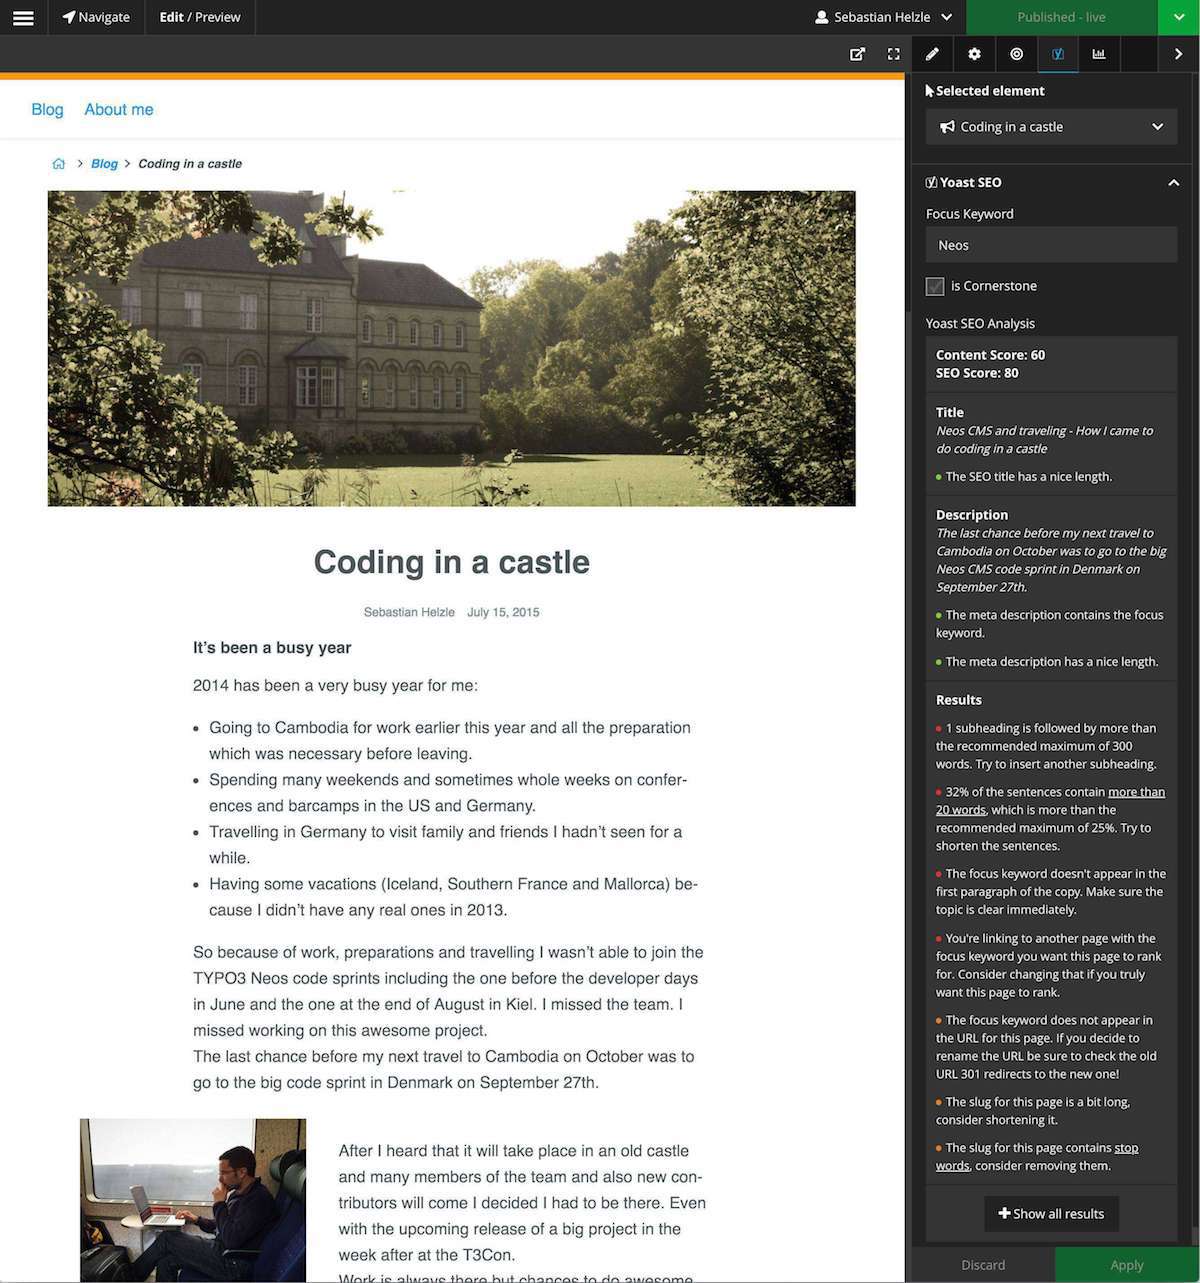 Navigate
Edit / Preview
Sebastian Helzle
Published - live
Blog
About me
Blog > Coding in a castle
Coding in a castle
Sebastian Helzle July 15, 2015
It's been a busy year
2014 has been a very busy year for me:
• Going to Cambodia for work earlier this year and all the preparation
which was necessary before leaving.
• Spending many weekends and sometimes whole weeks on confer-
ences and barcamps in the US and Germany.
• Travelling in Germany to visit family and friends I hadn't seen for a
while.
• Having some vacations (Iceland, Southern France and Mallorca) be-
cause I didn't have any real ones in 2013.
So because of work, preparations and travelling I wasn't able to join the
TYPO3 Neos code sprints including the one before the developer days
in June and the one at the end of August in Kiel. I missed the team. I
missed working on this awesome project.
The last chance before my next travel to Cambodia on October was to
go to the big code sprint in Denmark on September 27th.
After I heard that it will take place in an old castle
and many members of the team and also new con-
tributors will come I decided I had to be there. Even
with the upcoming release of a big project in the
week after at the T3Con.
Work is always there but chances to do awesome
Selected element
Coding in a castle
Yoast SEO
Focus Keyword
Neos
is Cornerstone
Yoast SEO Analysis
Content Score: 60
SEO Score: 80
Title
Neos CMS and traveling - How I came to
do coding in a castle
• The SEO title has a nice length.
Description
The last chance before my next travel to
Cambodia on October was to go to the big
Neos CMS code sprint in Denmark on
September 27th.
• The meta description contains the focus
keyword.
• The meta description has a nice length.
Results
• 1 subheading is followed by more than
the recommended maximum of 300
words. Try to insert another subheading.
• 32% of the sentences contain more than
20 words, which is more than the
recommended maximum of 25%. Try to
shorten the sentences.
• The focus keyword doesn't appear in the
first paragraph of the copy. Make sure the
topic is clear immediately.
• You're linking to another page with the
focus keyword you want this page to rank
for. Consider changing that if you truly
want this page to rank.
• The focus keyword does not appear in
the URL for this page. If you decide to
rename the URL be sure to check the old
URL 301 redirects to the new one!
• The slug for this page is a bit long,
consider shortening it.
• The slug for this page contains stop
words, consider removing them.
Show all results
Discard
Apply